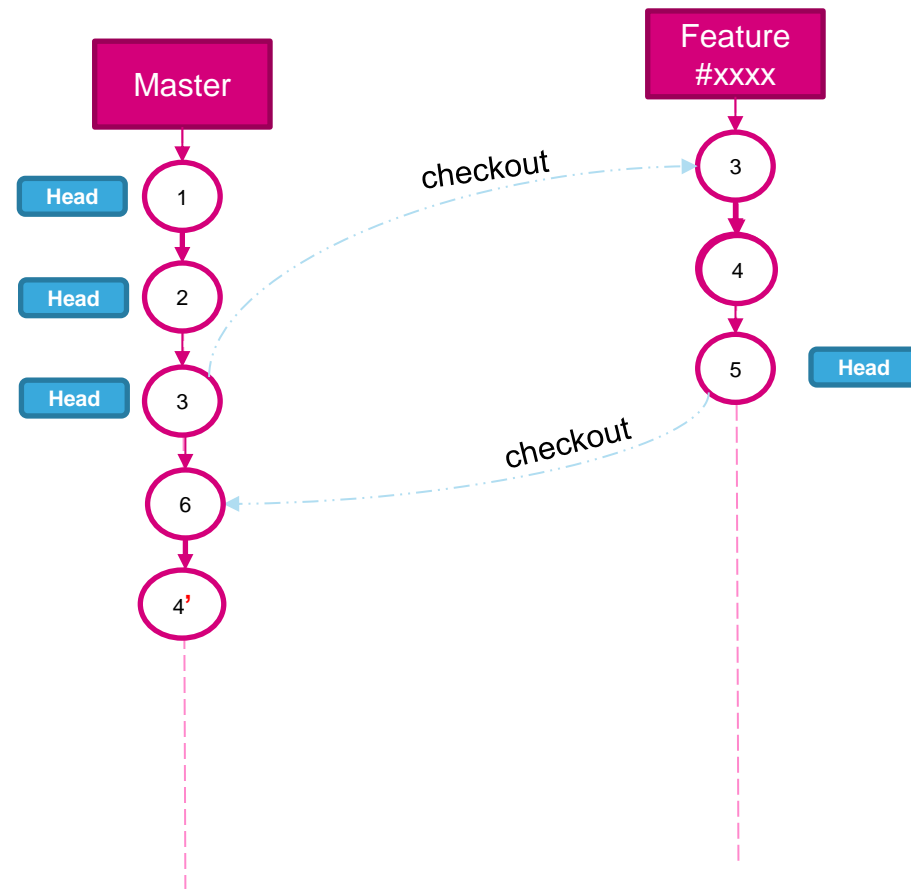 Feature
#xxxx
Master
checkout
3
Head
1
4
Head
2
5
Head
Head
3
checkout
6
4’